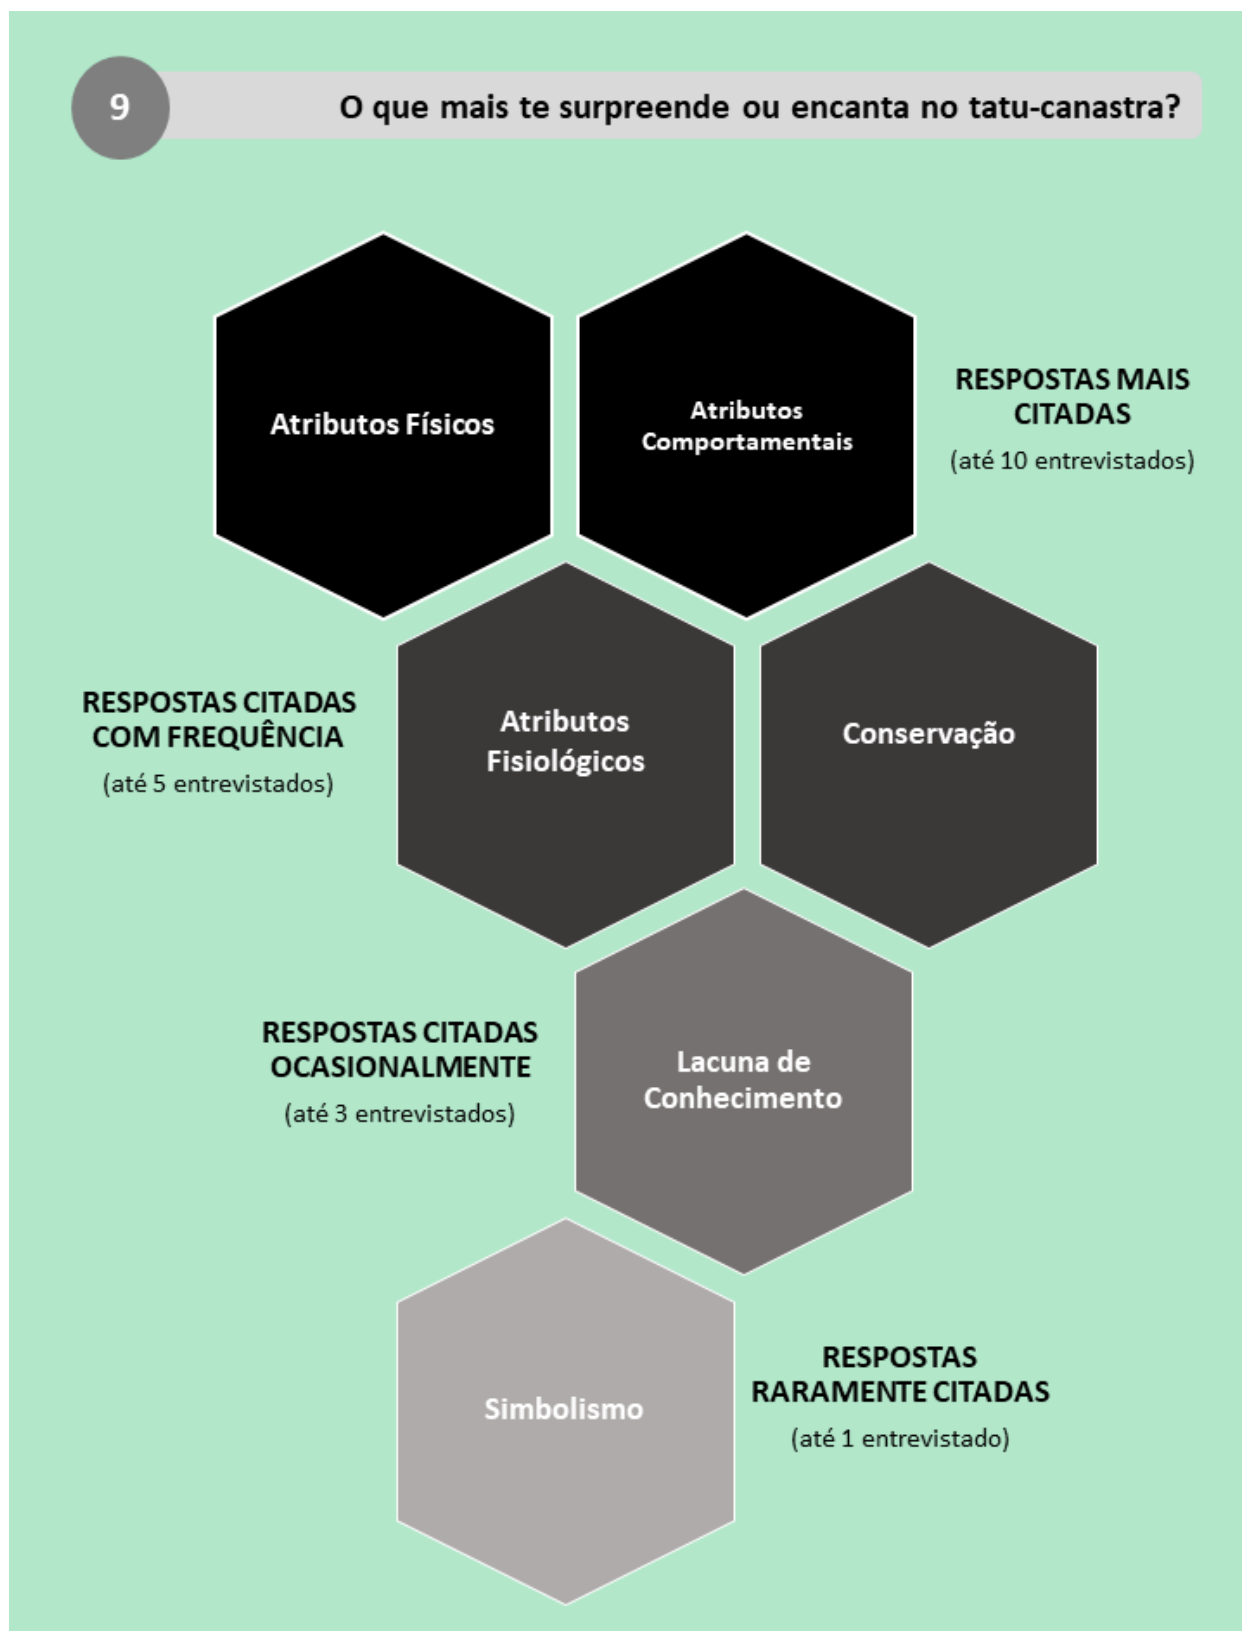 9
O que mais te surpreende ou encanta no tatu-canastra?
Atributos Físicos
Atributos
Comportamentais
RESPOSTAS MAIS
CITADAS
(até 10 entrevistados)
RESPOSTAS CITADAS
COM FREQUÊNCIA
(até 5 entrevistados)
Atributos
Fisiológicos
Conservação
RESPOSTAS CITADAS
OCASIONALMENTE
(até 3 entrevistados)
Lacuna de
Conhecimento
Simbolismo
RESPOSTAS
RARAMENTE CITADAS
(até 1 entrevistado)